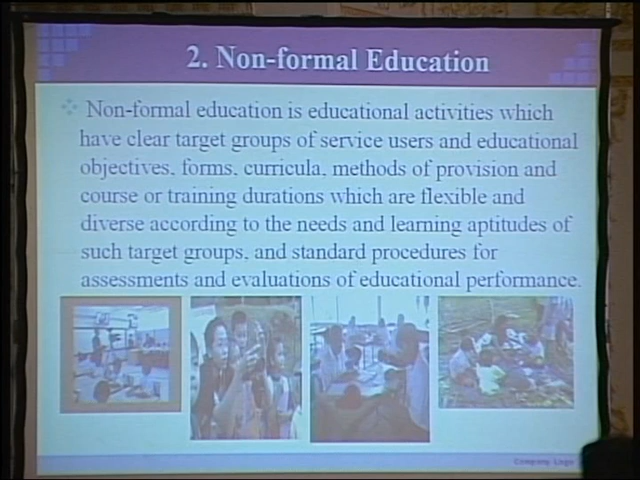 2. Non-formal Education
Non-formal education is educational activities which
have clear target groups of service users and educational
objectives, forms, curricula, methods of provision and
course or training durations which are flexible and
diverse according to the needs and learning aptitudes of
such target groups, and standard procedures for
assessments and evaluations of educational performance.
Company Logo